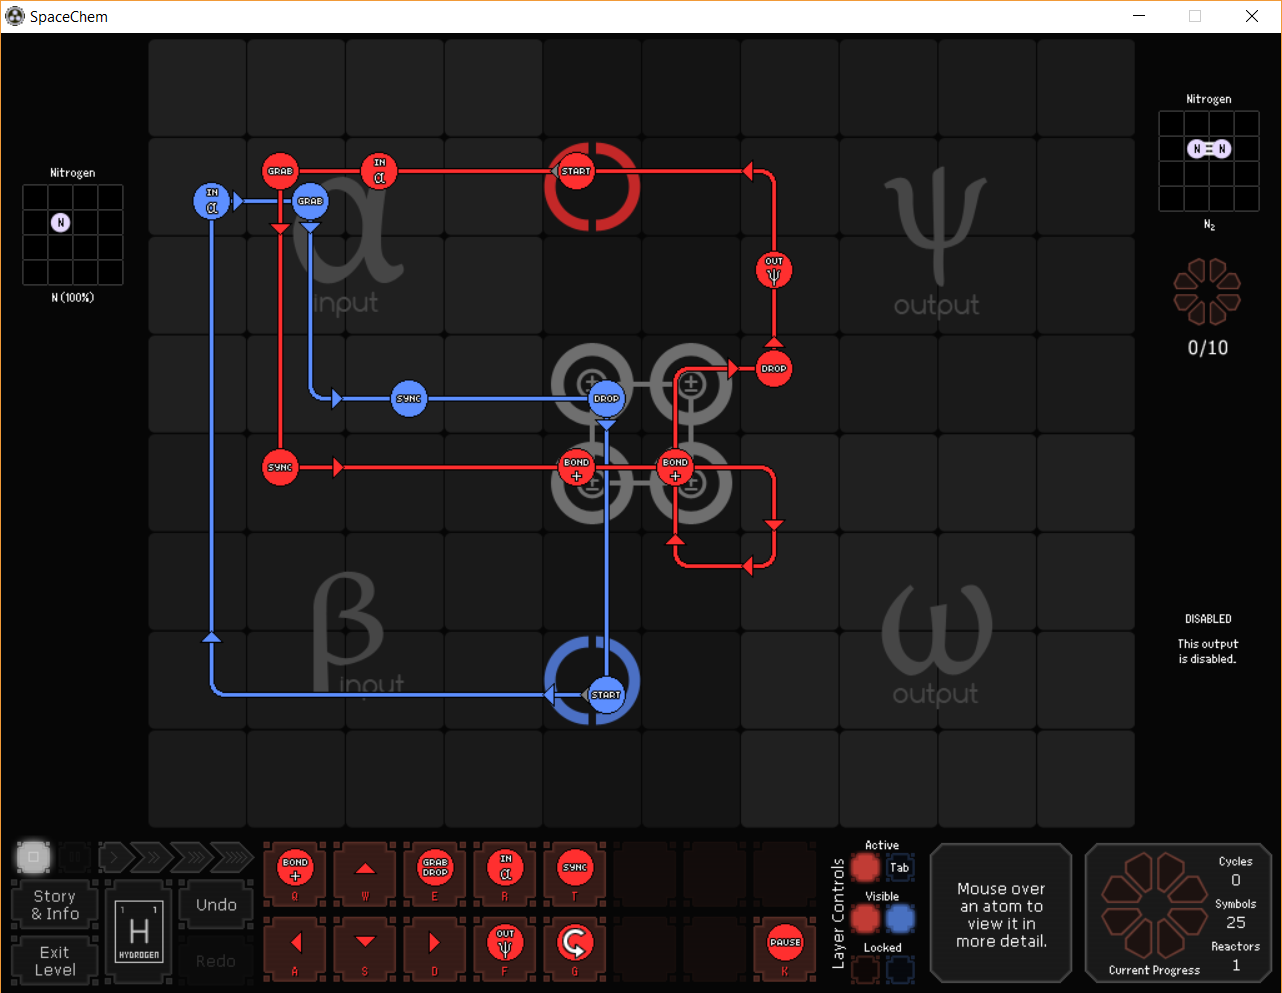 SpaceChem
Nitrogen
N
N (100%)
Nitrogen
N = N
N₂
0/10
GRAB
IN
α
START
IN
α
GRAB
α
input
OUT
ψ
ψ
output
DROP
SYNC
DROP
±
±
SYNC
BOND
+
BOND
+
±
±
β
input
START
ω
output
DISABLED
This output
is disabled.
Story
& Info
Exit
Level
1 1
H
HYDROGEN
Undo
Redo
BOND
+
Q
W
GRAB
DROP
E
IN
α
R
SYNC
T
A
S
D
OUT
ψ
F
G
PAUSE
K
Layer Controls
Active
Tab
Visible
Locked
Mouse over
an atom to
view it in
more detail.
Cycles
0
Symbols
25
Reactors
1
Current Progress